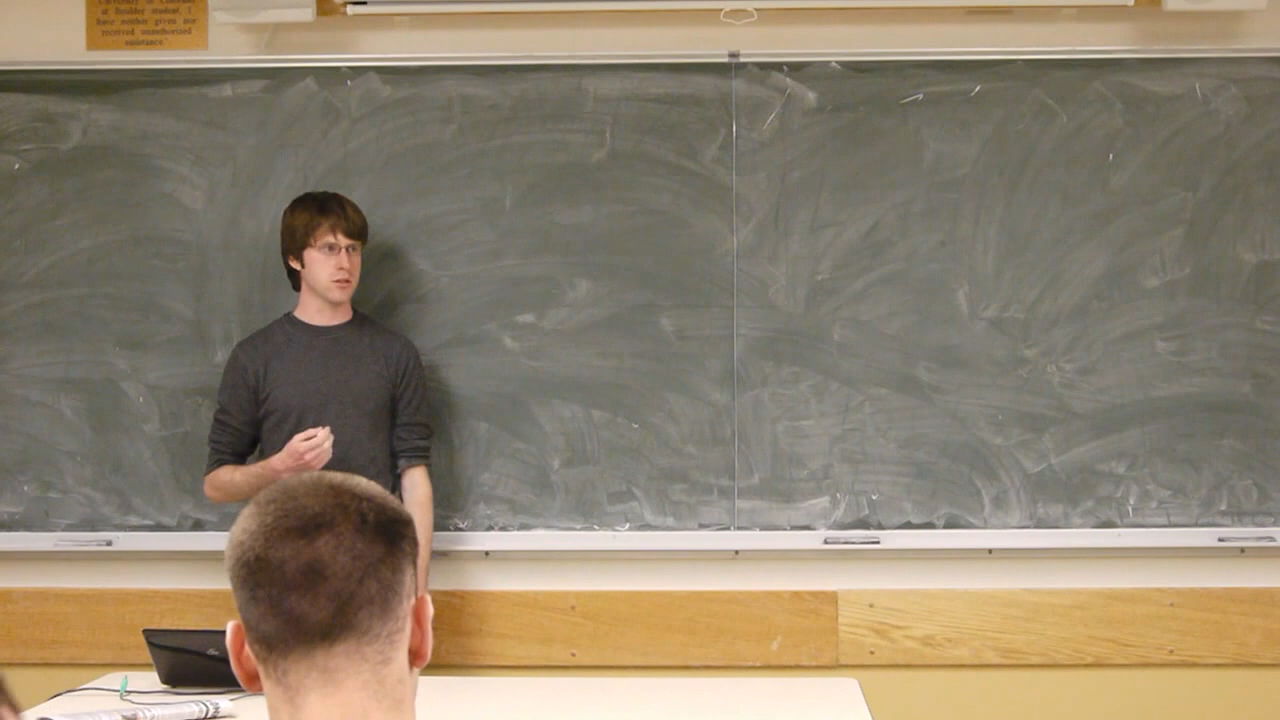 University of Colorado
at Boulder student, I
have neither given nor
received unauthorized
assistance."